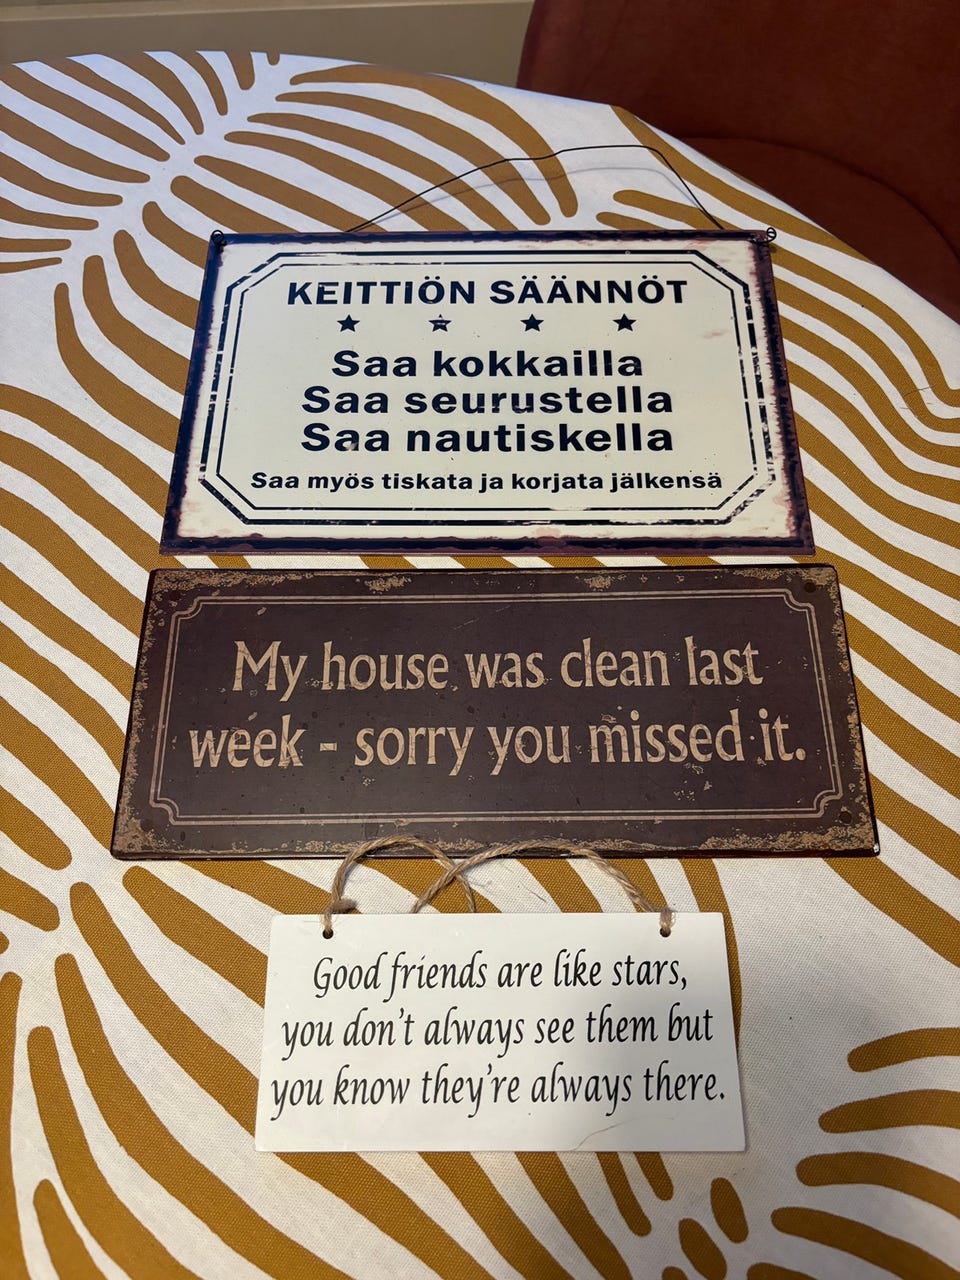 KEITTIÖN SÄÄNNÖT
Saa kokkailla
Saa seurustella
Saa nautiskella
Saa myös tiskata ja korjata jälkensä
My house was clean last
week - sorry you missed it.
Good friends are like stars,
you don't always see them but
you know they're always there.